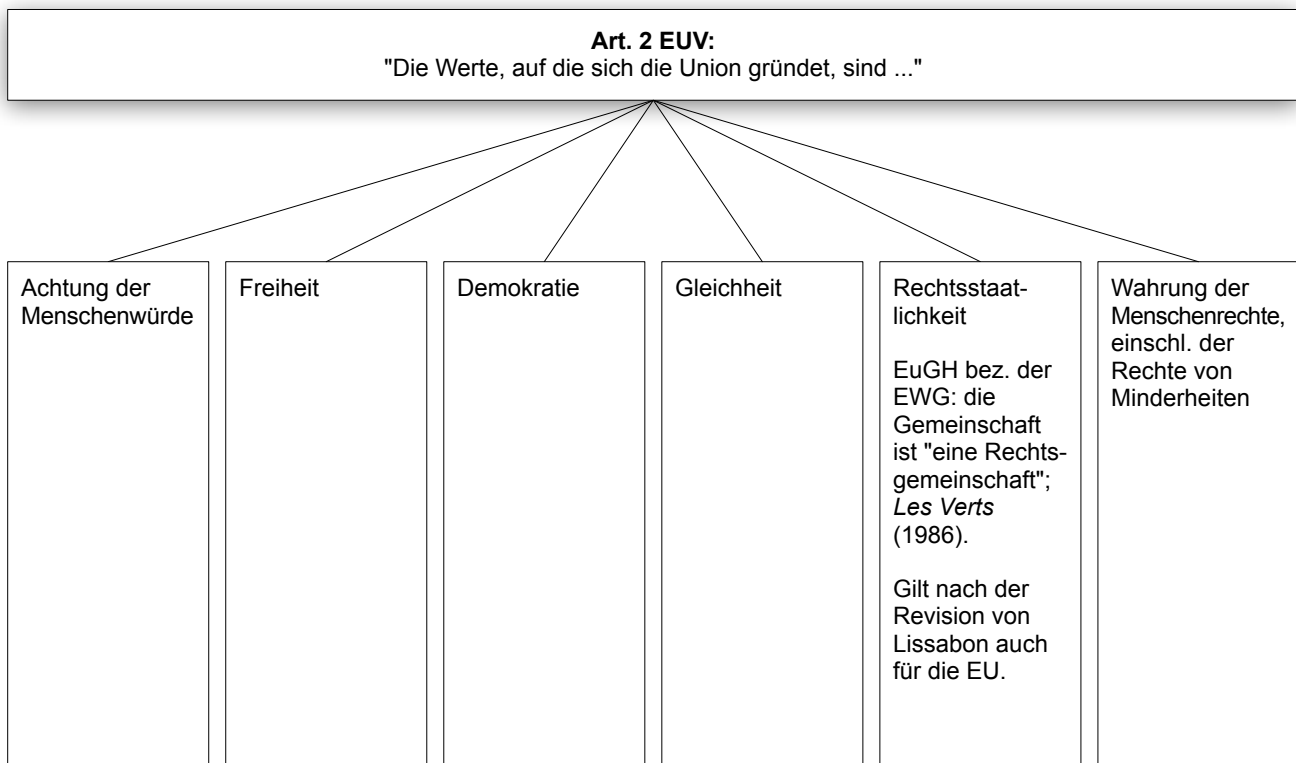 Art. 2 EUV:
"Die Werte, auf die sich die Union gründet, sind ..."
Achtung der
Menschenwürde
Freiheit
Demokratie
Gleichheit
Rechtsstaat-
lichkeit
EuGH bez. der
EWG: die
Gemeinschaft
ist "eine Rechts-
gemeinschaft";
Les Verts
(1986).
Gilt nach der
Revision von
Lissabon auch
für die EU.
Wahrung der
Menschenrechte,
einschl. der
Rechte von
Minderheiten